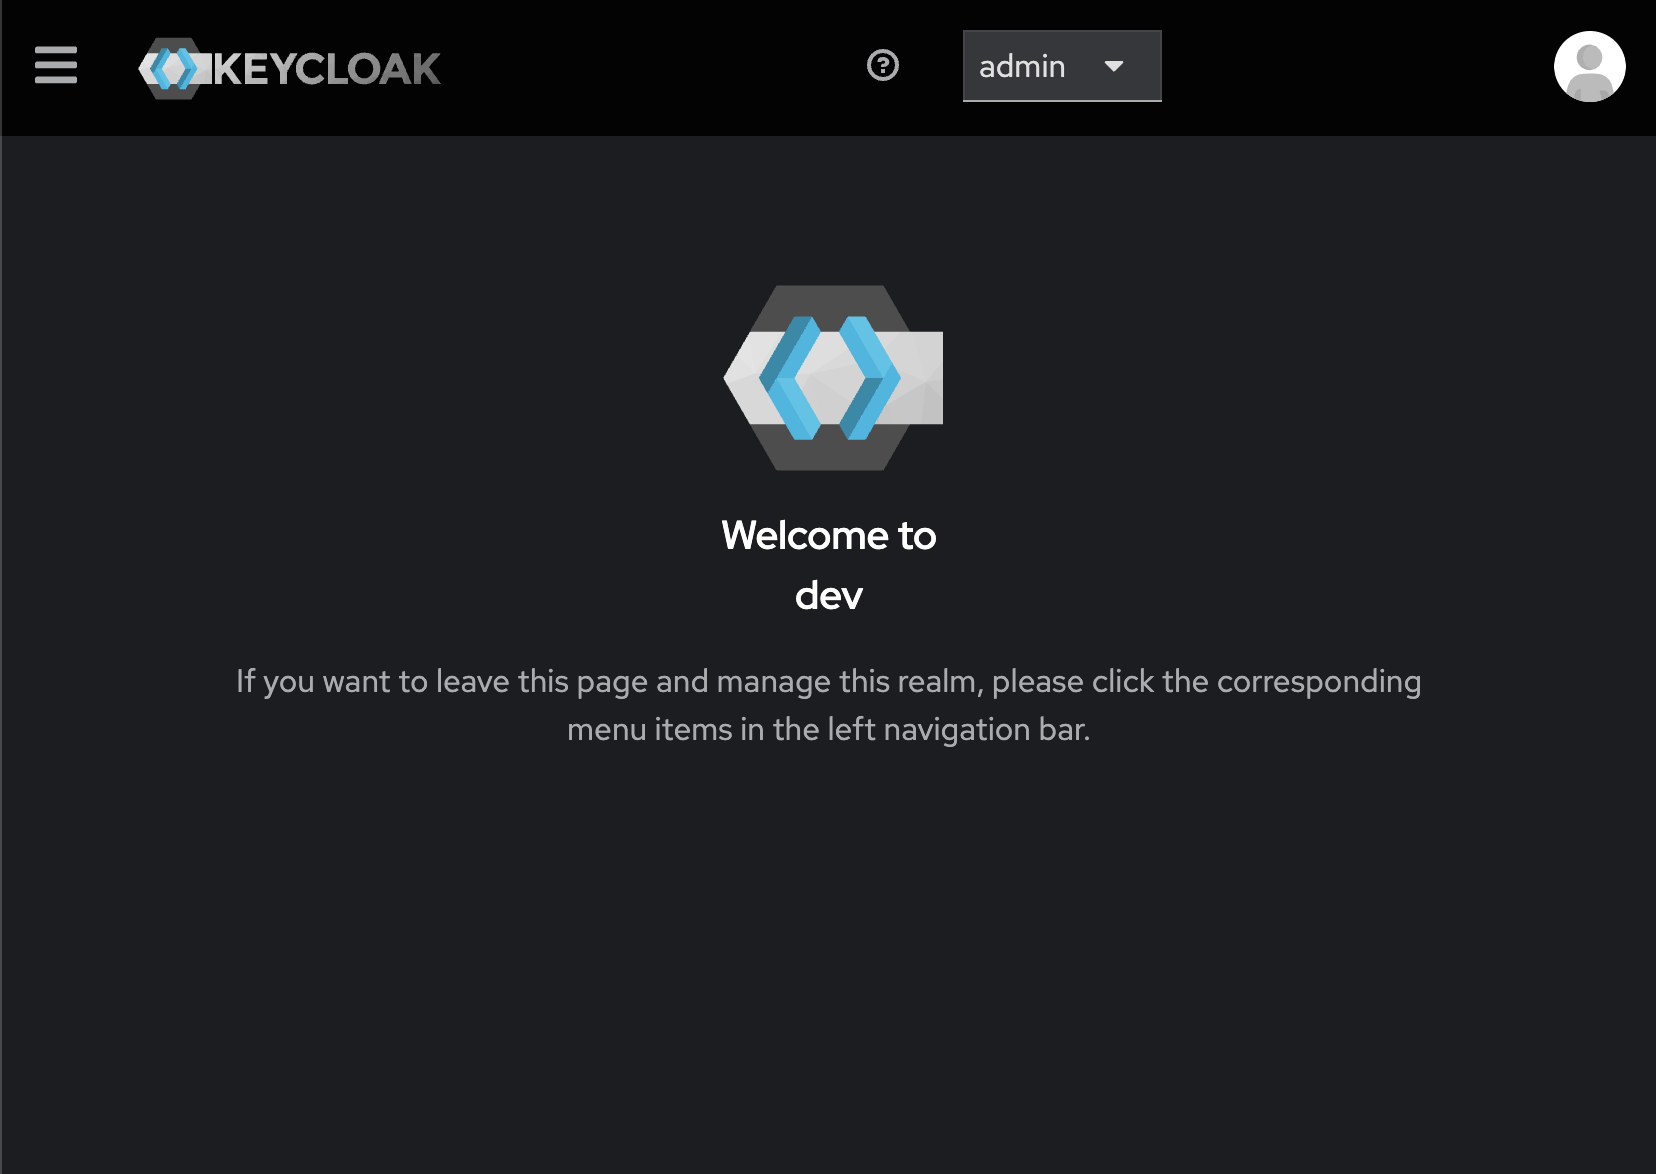 KEYCLOAK
admin
Welcome to
dev
If you want to leave this page and manage this realm, please click the corresponding
menu items in the left navigation bar.